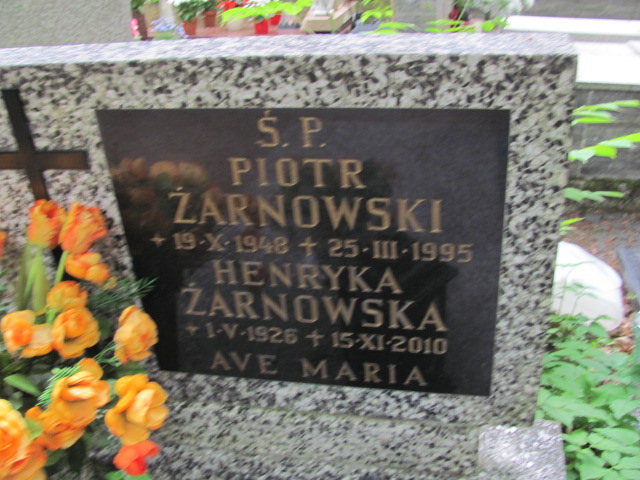 Ś. P.
PIOTR
ŻARNOWSKI
+ 19·X·1948 + 25·III·1995
HENRYKA
ŻARNOWSKA
+ 1·V·1926 + 15·XI·2010
AVE MARIA